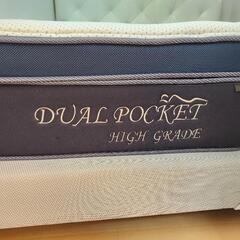 DUAL POCKET
HIGH GRADE